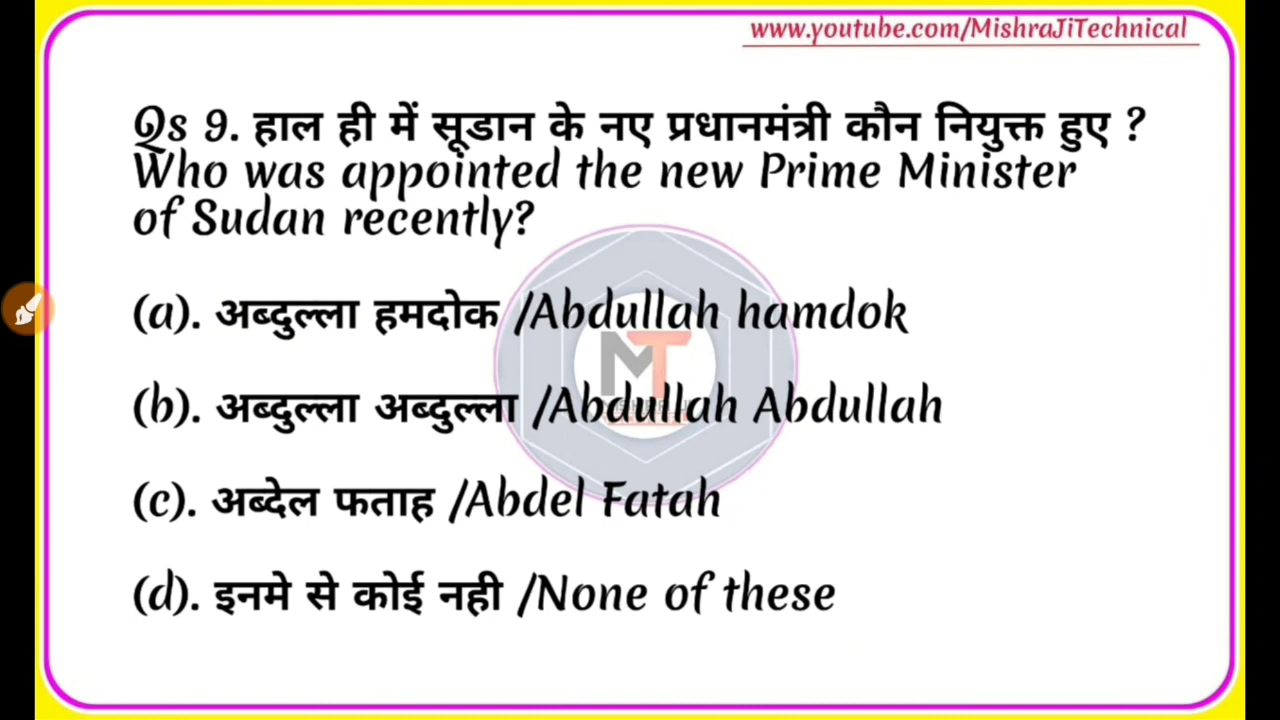 www.youtube.com/MishraJiTechnical
Qs 9. हाल ही में सूडान के नए प्रधानमंत्री कौन नियुक्त हुए ?
Who was appointed the new Prime Minister
of Sudan recently?
(a). अब्दुल्ला हमदोक /Abdullah hamdok
MT
(b). अब्दुल्ला अब्दुल्ला /Abdullah Abdullah
(c). अब्देल फताह /Abdel Fatah
(d). इनमे से कोई नही /None of these